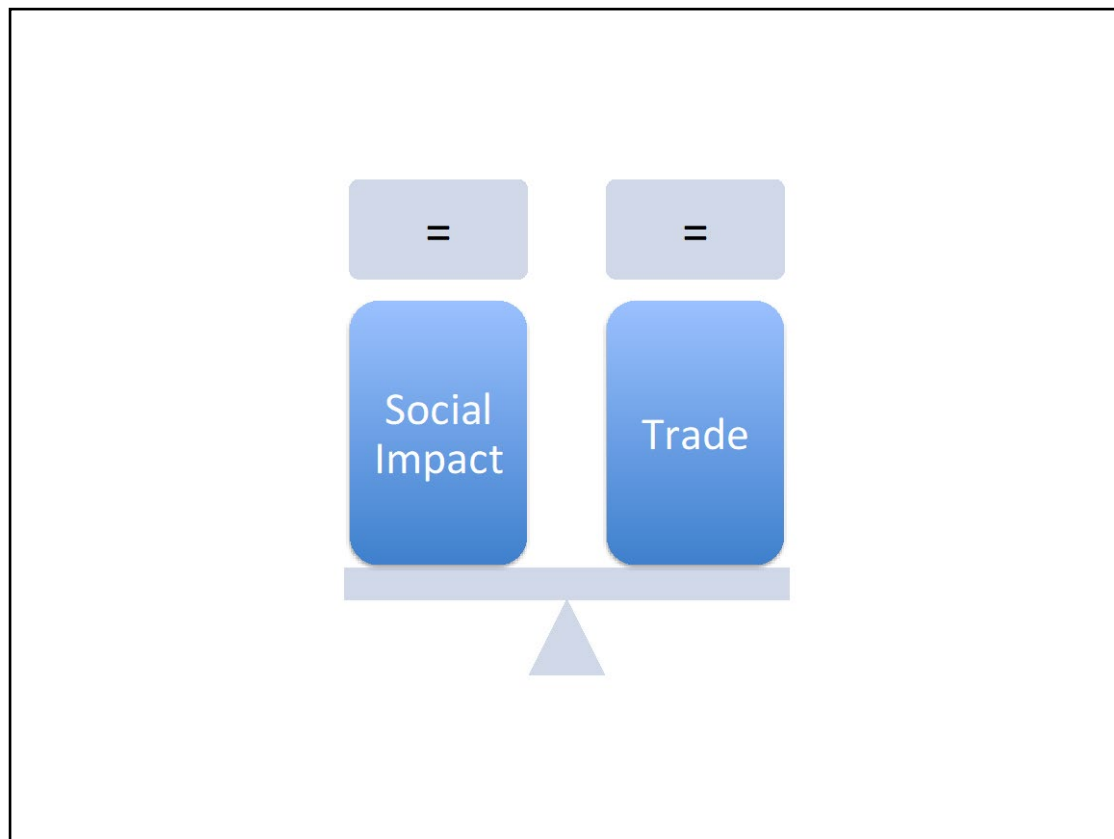 = =
Social
Impact
Trade